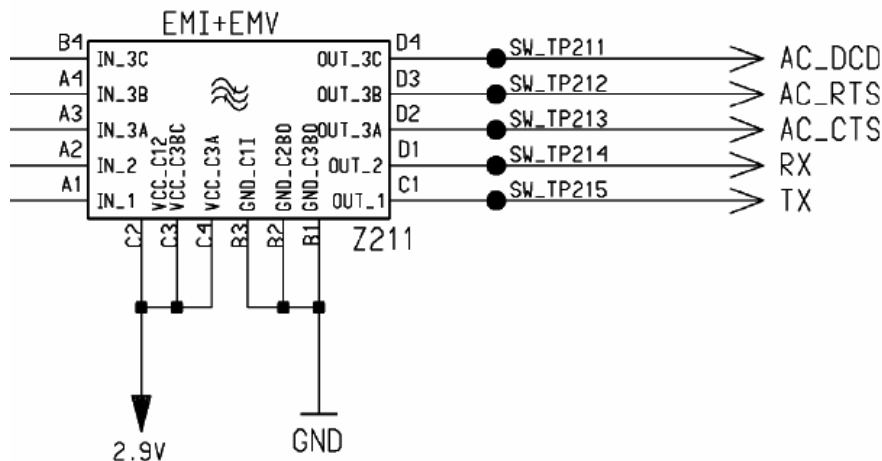 EMI+EMV
B4 IN_3C OUT_3C D4 SW_TP211 AC_DCD
A4 IN_3B OUT_3B D3 SW_TP212 AC_RTS
A3 IN_3A OUT_3A D2 SW_TP213 AC_CTS
A2 IN_2 OUT_2 D1 SW_TP214 RX
A1 IN_1 OUT_1 C1 SW_TP215 TX
VCC_C12 VCC_C3BC VCC_C3A GND_C1I GND_C2BO GND_C3BO
C2 C3 C4 B3 B2 B1 Z211
2.9V GND